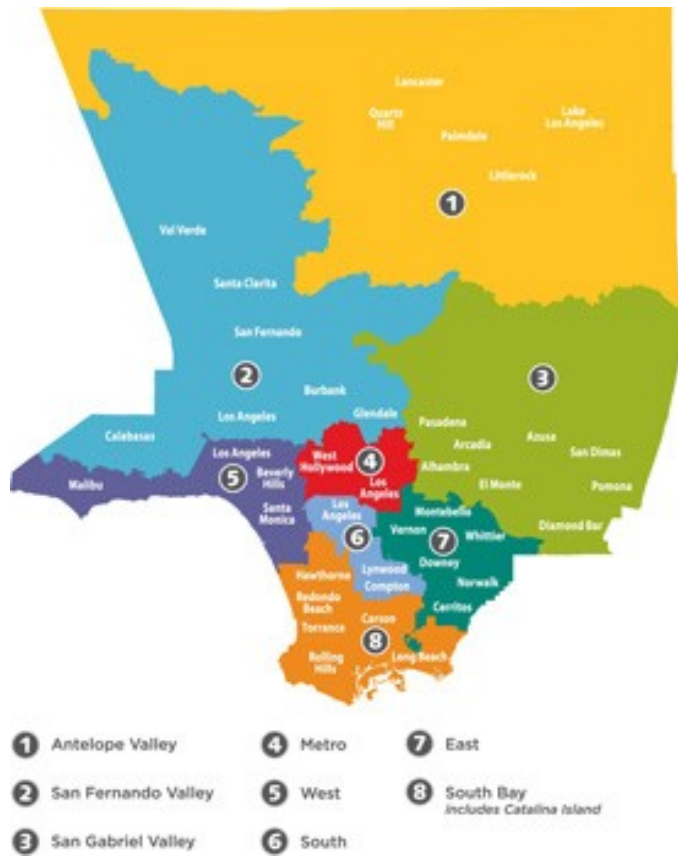 Lancaster
Quartz
Hill
Lake
Los Angeles
Palmdale
Littlerock
1
Val Verde
Santa Clarita
San Fernando
2
3
Burbank
Los Angeles
Glendale
Calabasas
Pasadena
Azuse
Arcadia
San Dimas
Alhambra
El Monte
Pomona
Diamond Bar
Los Angeles
5
Beverly
Hills
Malibu
Santa
Monica
West
Hollywood
4
Los
Angeles
Los
Angeles
6
Lynwood
Compton
Montebello
Vernon
7
Whittier
Downey
Norwalk
Cerritos
Hawthorne
Redondo
Beach
Carson
Torrance
8
Rolling
Hills
Long Beach
1 Antelope Valley
2 San Fernando Valley
3 San Gabriel Valley
4 Metro
5 West
6 South
7 East
8 South Bay
includes Catalina Island